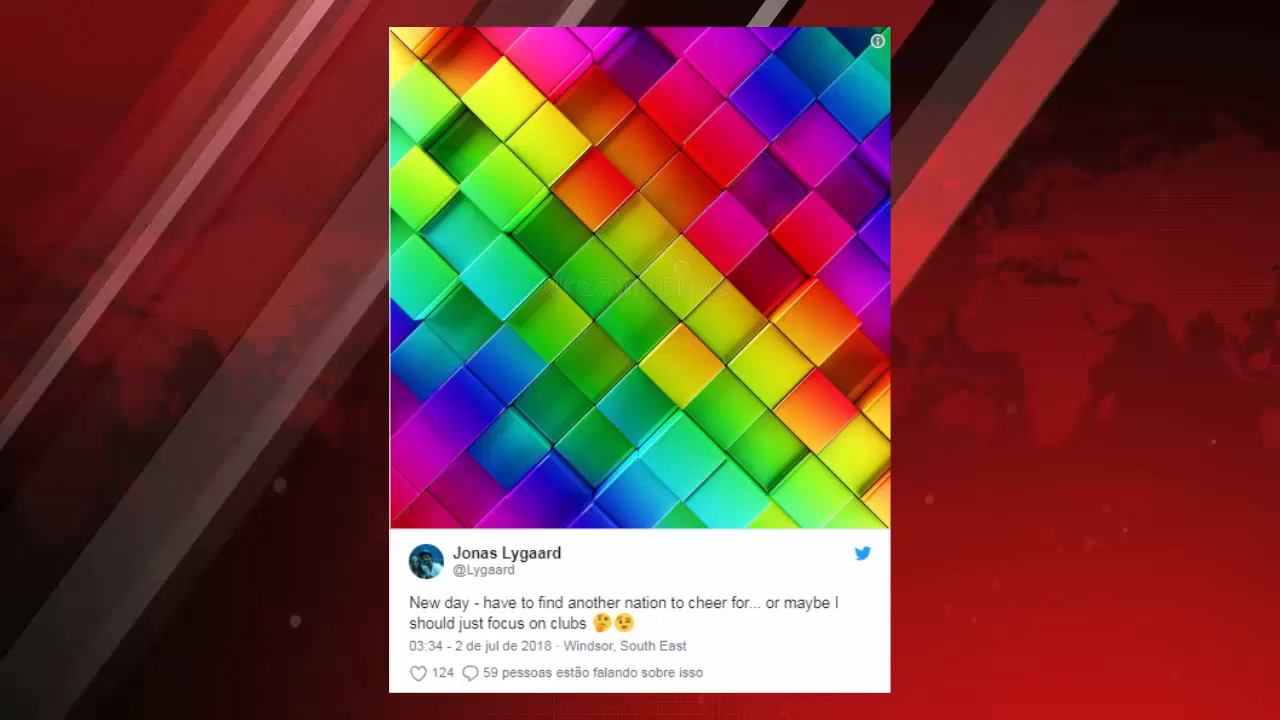 dreamstime
Jonas Lygaard
@Lygaard
New day - have to find another nation to cheer for... or maybe I
should just focus on clubs 🤔😉
03:34 - 2 de jul de 2018 · Windsor, South East
124 59 pessoas estão falando sobre isso